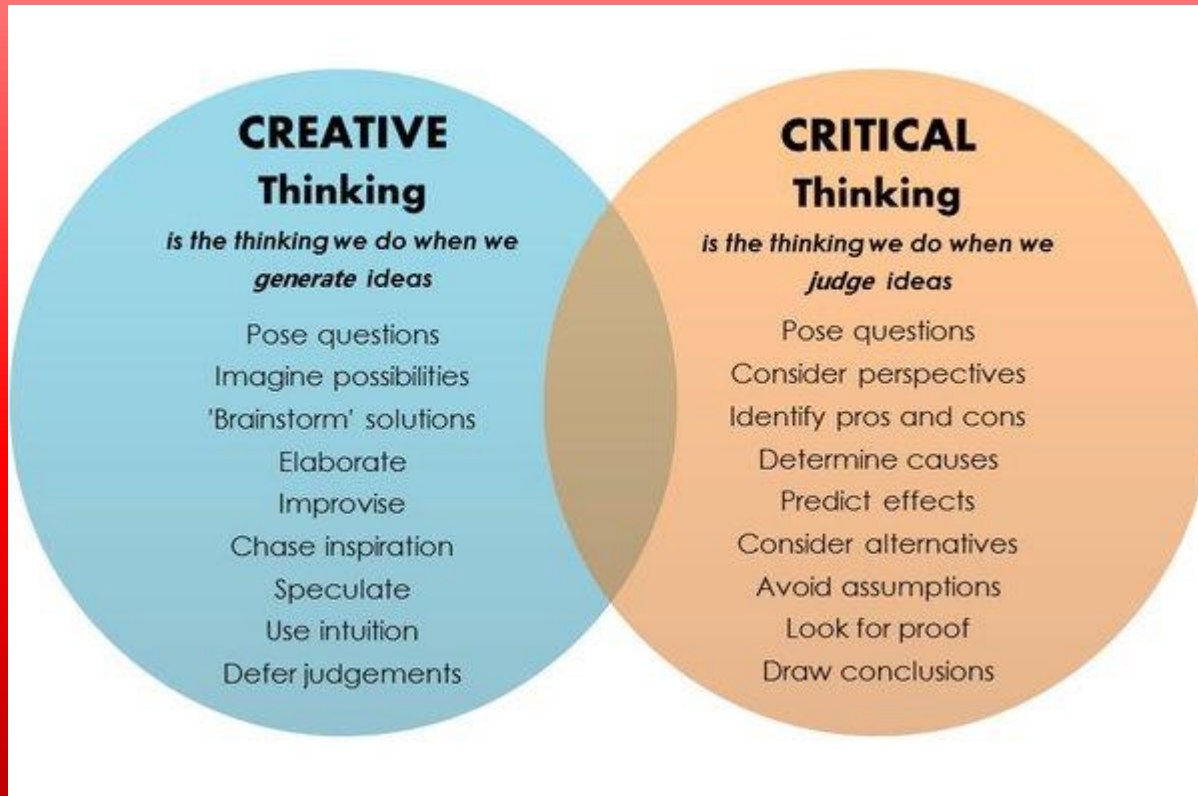 CREATIVE
Thinking
is the thinking we do when we
generate ideas
Pose questions
Imagine possibilities
'Brainstorm' solutions
Elaborate
Improvise
Chase inspiration
Speculate
Use intuition
Defer judgements
CRITICAL
Thinking
is the thinking we do when we
judge ideas
Pose questions
Consider perspectives
Identify pros and cons
Determine causes
Predict effects
Consider alternatives
Avoid assumptions
Look for proof
Draw conclusions